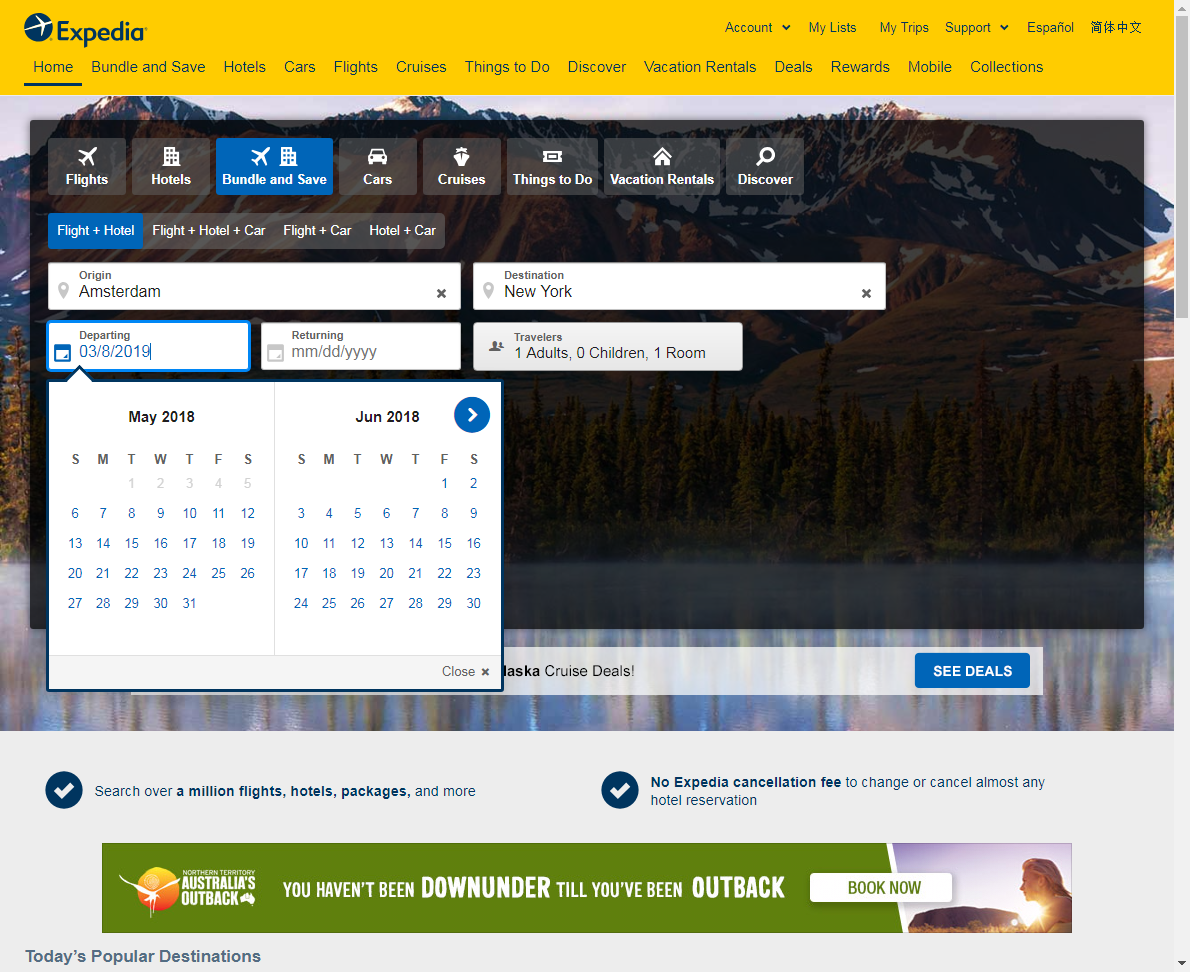 Expedia
Account My Lists My Trips Support Español 简体中文
Home Bundle and Save Hotels Cars Flights Cruises Things to Do Discover Vacation Rentals Deals Rewards Mobile Collections
Flights Hotels Bundle and Save Cars Cruises Things to Do Vacation Rentals Discover
Flight + Hotel Flight + Hotel + Car Flight + Car Hotel + Car
Origin
Amsterdam
Destination
New York
Departing
03/8/2019
Returning
mm/dd/yyyy
Travelers
1 Adults, 0 Children, 1 Room
May 2018
S M T W T F S
1 2 3 4 5
6 7 8 9 10 11 12
13 14 15 16 17 18 19
20 21 22 23 24 25 26
27 28 29 30 31
Jun 2018
S M T W T F S
1 2
3 4 5 6 7 8 9
10 11 12 13 14 15 16
17 18 19 20 21 22 23
24 25 26 27 28 29 30
Close
laska Cruise Deals!
SEE DEALS
Search over a million flights, hotels, packages, and more
No Expedia cancellation fee to change or cancel almost any
hotel reservation
NORTHERN TERRITORY
AUSTRALIA'S
OUTBACK
YOU HAVEN'T BEEN DOWNUNDER TILL YOU'VE BEEN OUTBACK
BOOK NOW
Today's Popular Destinations